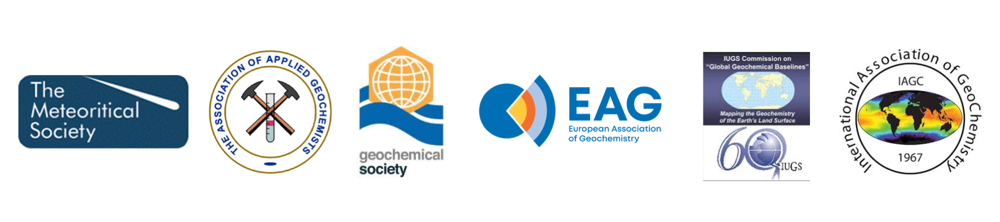 The
Meteoritical
Society
THE ASSOCIATION OF APPLIED GEOCHEMISTS
geochemical
society
EAG
European Association
of Geochemistry
IUGS Commission on
"Global Geochemical Baselines"
Mapping the Geochemistry
of the Earth's Land Surface
60
IUGS
International Association of GeoChemistry
IAGC
1967